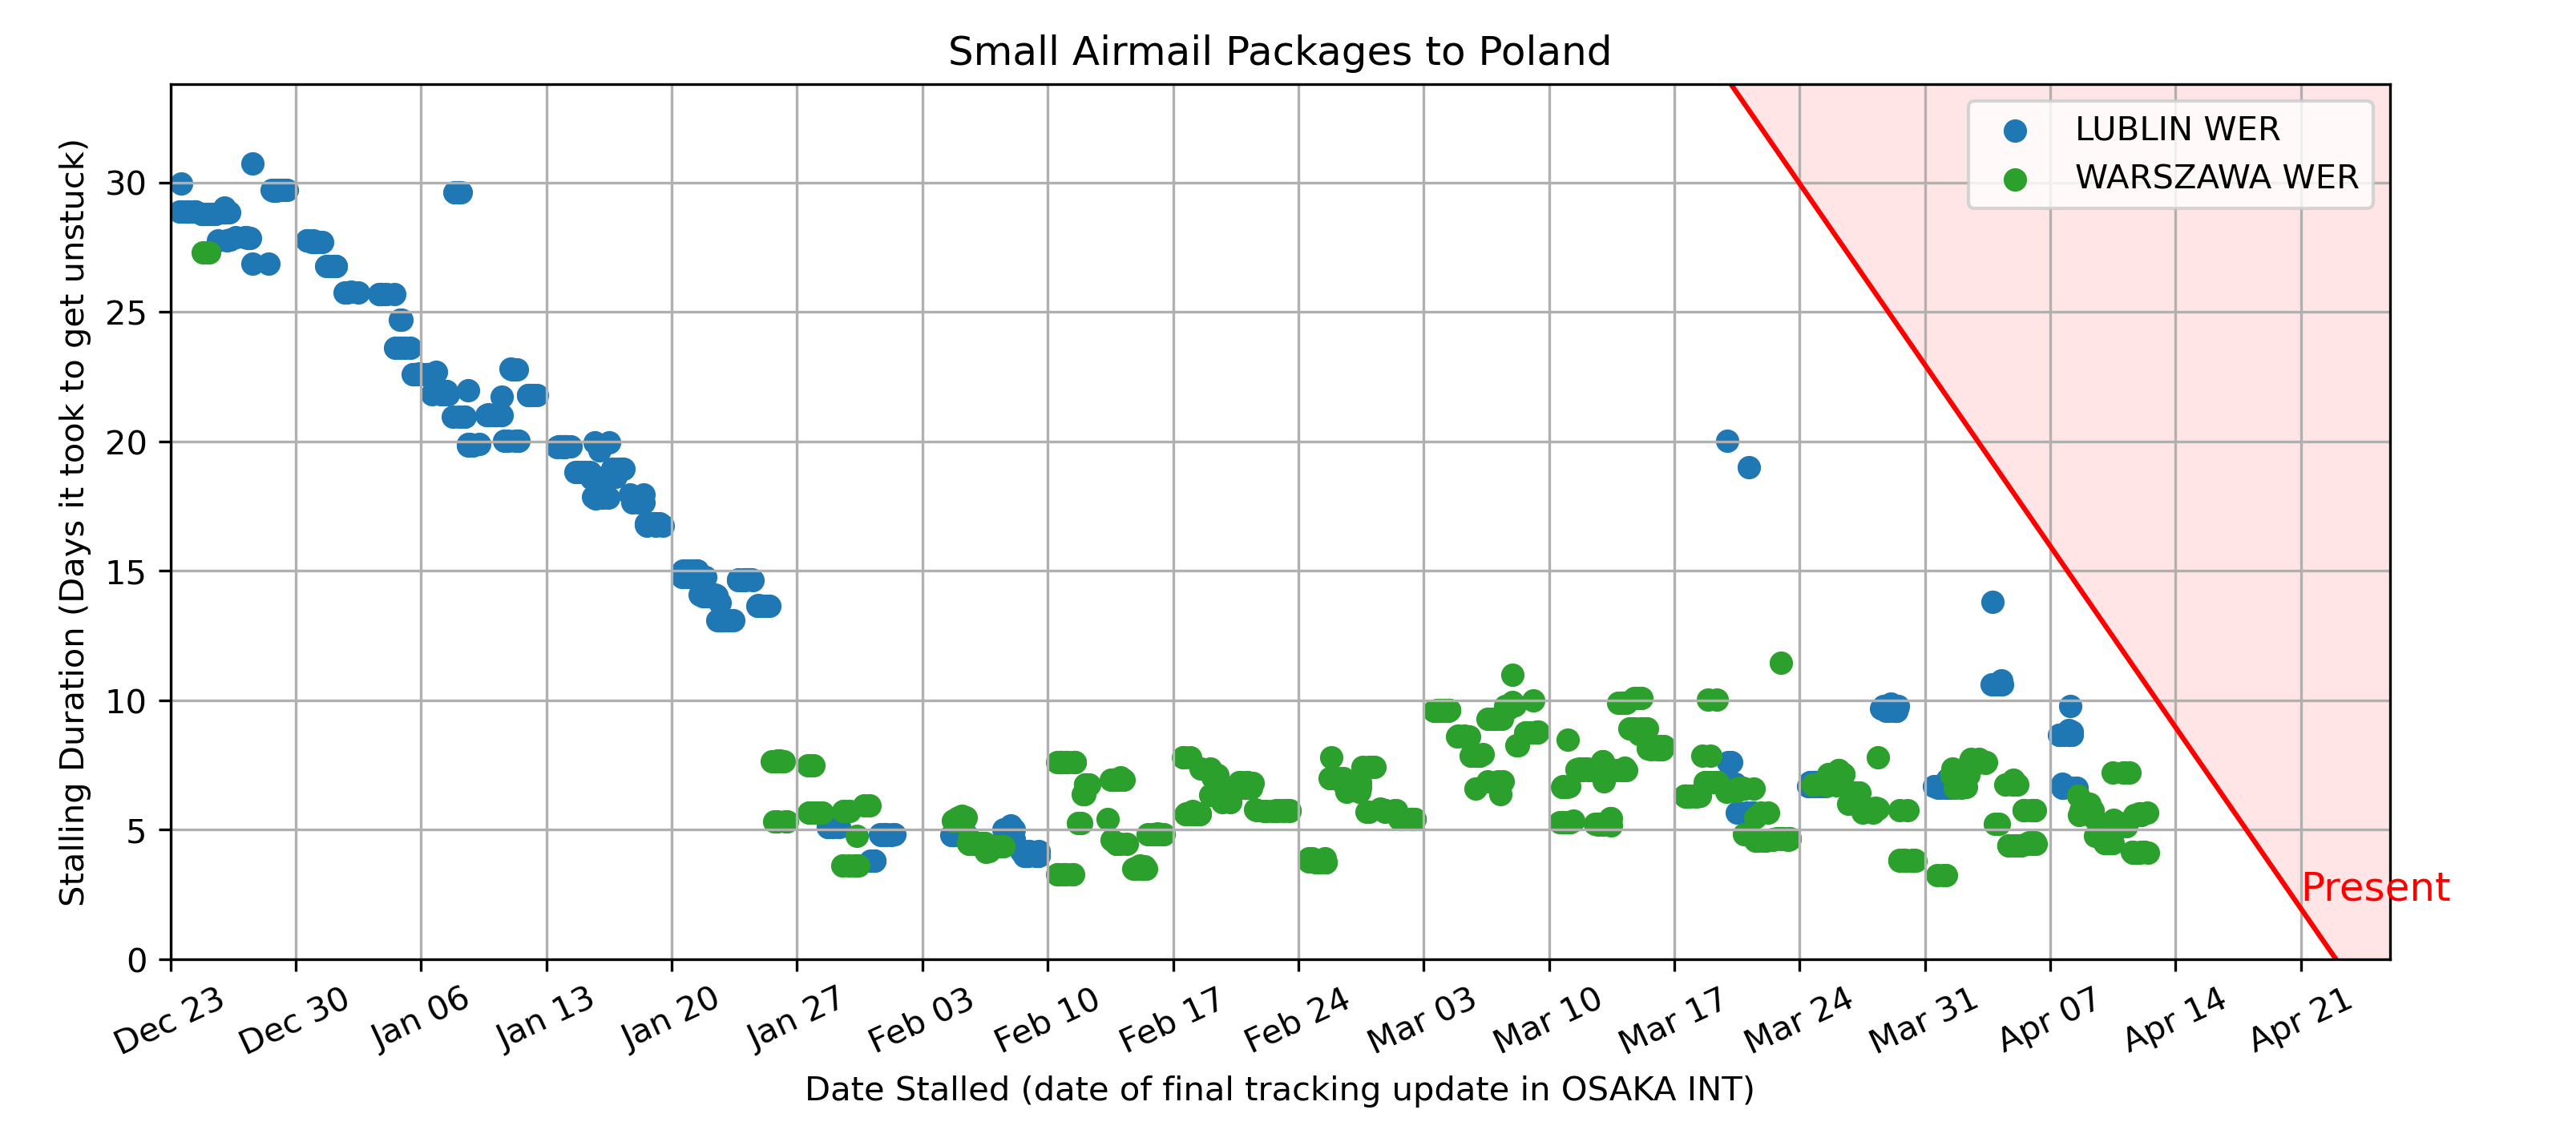 Small Airmail Packages to Poland
LUBLIN WER
WARSZAWA WER
Stalling Duration (Days it took to get unstuck)
30
25
20
15
10
5
0
Present
Dec 23
Dec 30
Jan 06
Jan 13
Jan 20
Jan 27
Feb 03
Feb 10
Feb 17
Feb 24
Mar 03
Mar 10
Mar 17
Mar 24
Mar 31
Apr 07
Apr 14
Apr 21
Date Stalled (date of final tracking update in OSAKA INT)